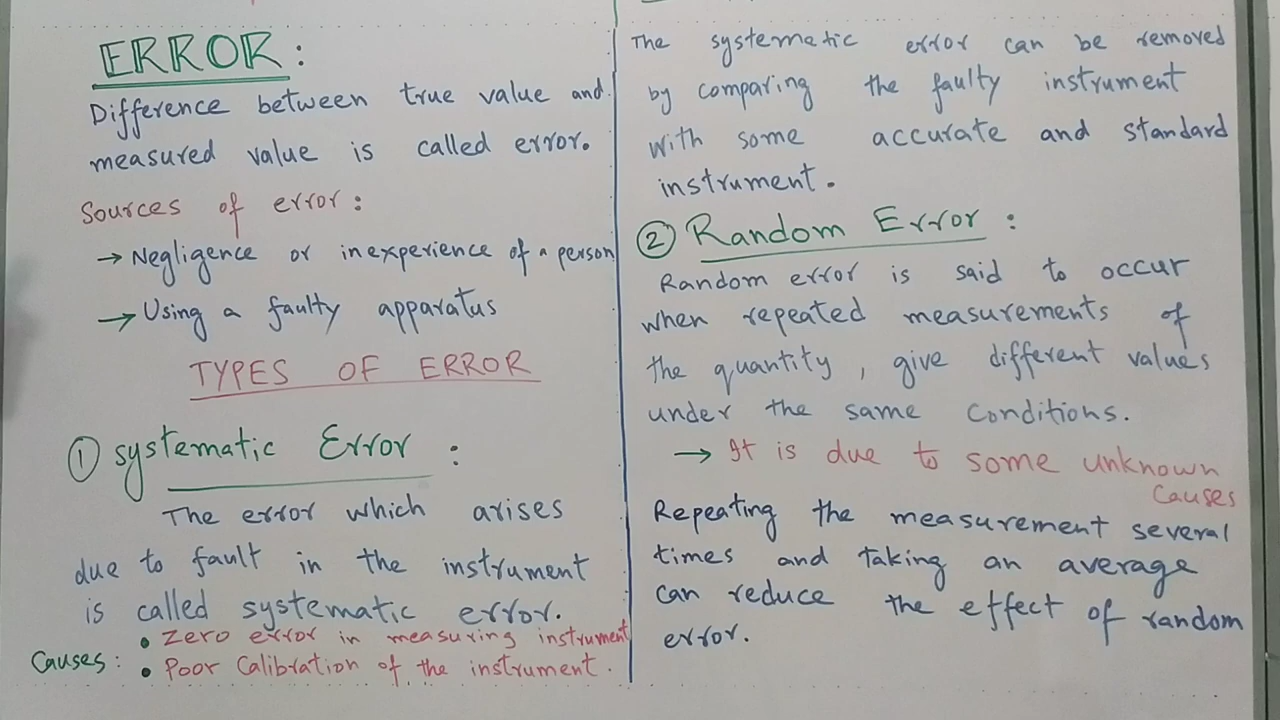 ERROR:
Difference between true value and
measured value is called error.
Sources of error:
→ Negligence or inexperience of a person
→ Using a faulty apparatus
TYPES OF ERROR
① Systematic Error :
The error which arises
due to fault in the instrument
is called systematic error.
Causes: • Zero error in measuring instrument
• Poor Calibration of the instrument.
The systematic error can be removed
by comparing the faulty instrument
with some accurate and standard
instrument.
② Random Error :
Random error is said to occur
when repeated measurements of
the quantity, give different values
under the same conditions.
→ It is due to some unknown
causes
Repeating the measurement several
times and taking an average
can reduce the effect of random
error.